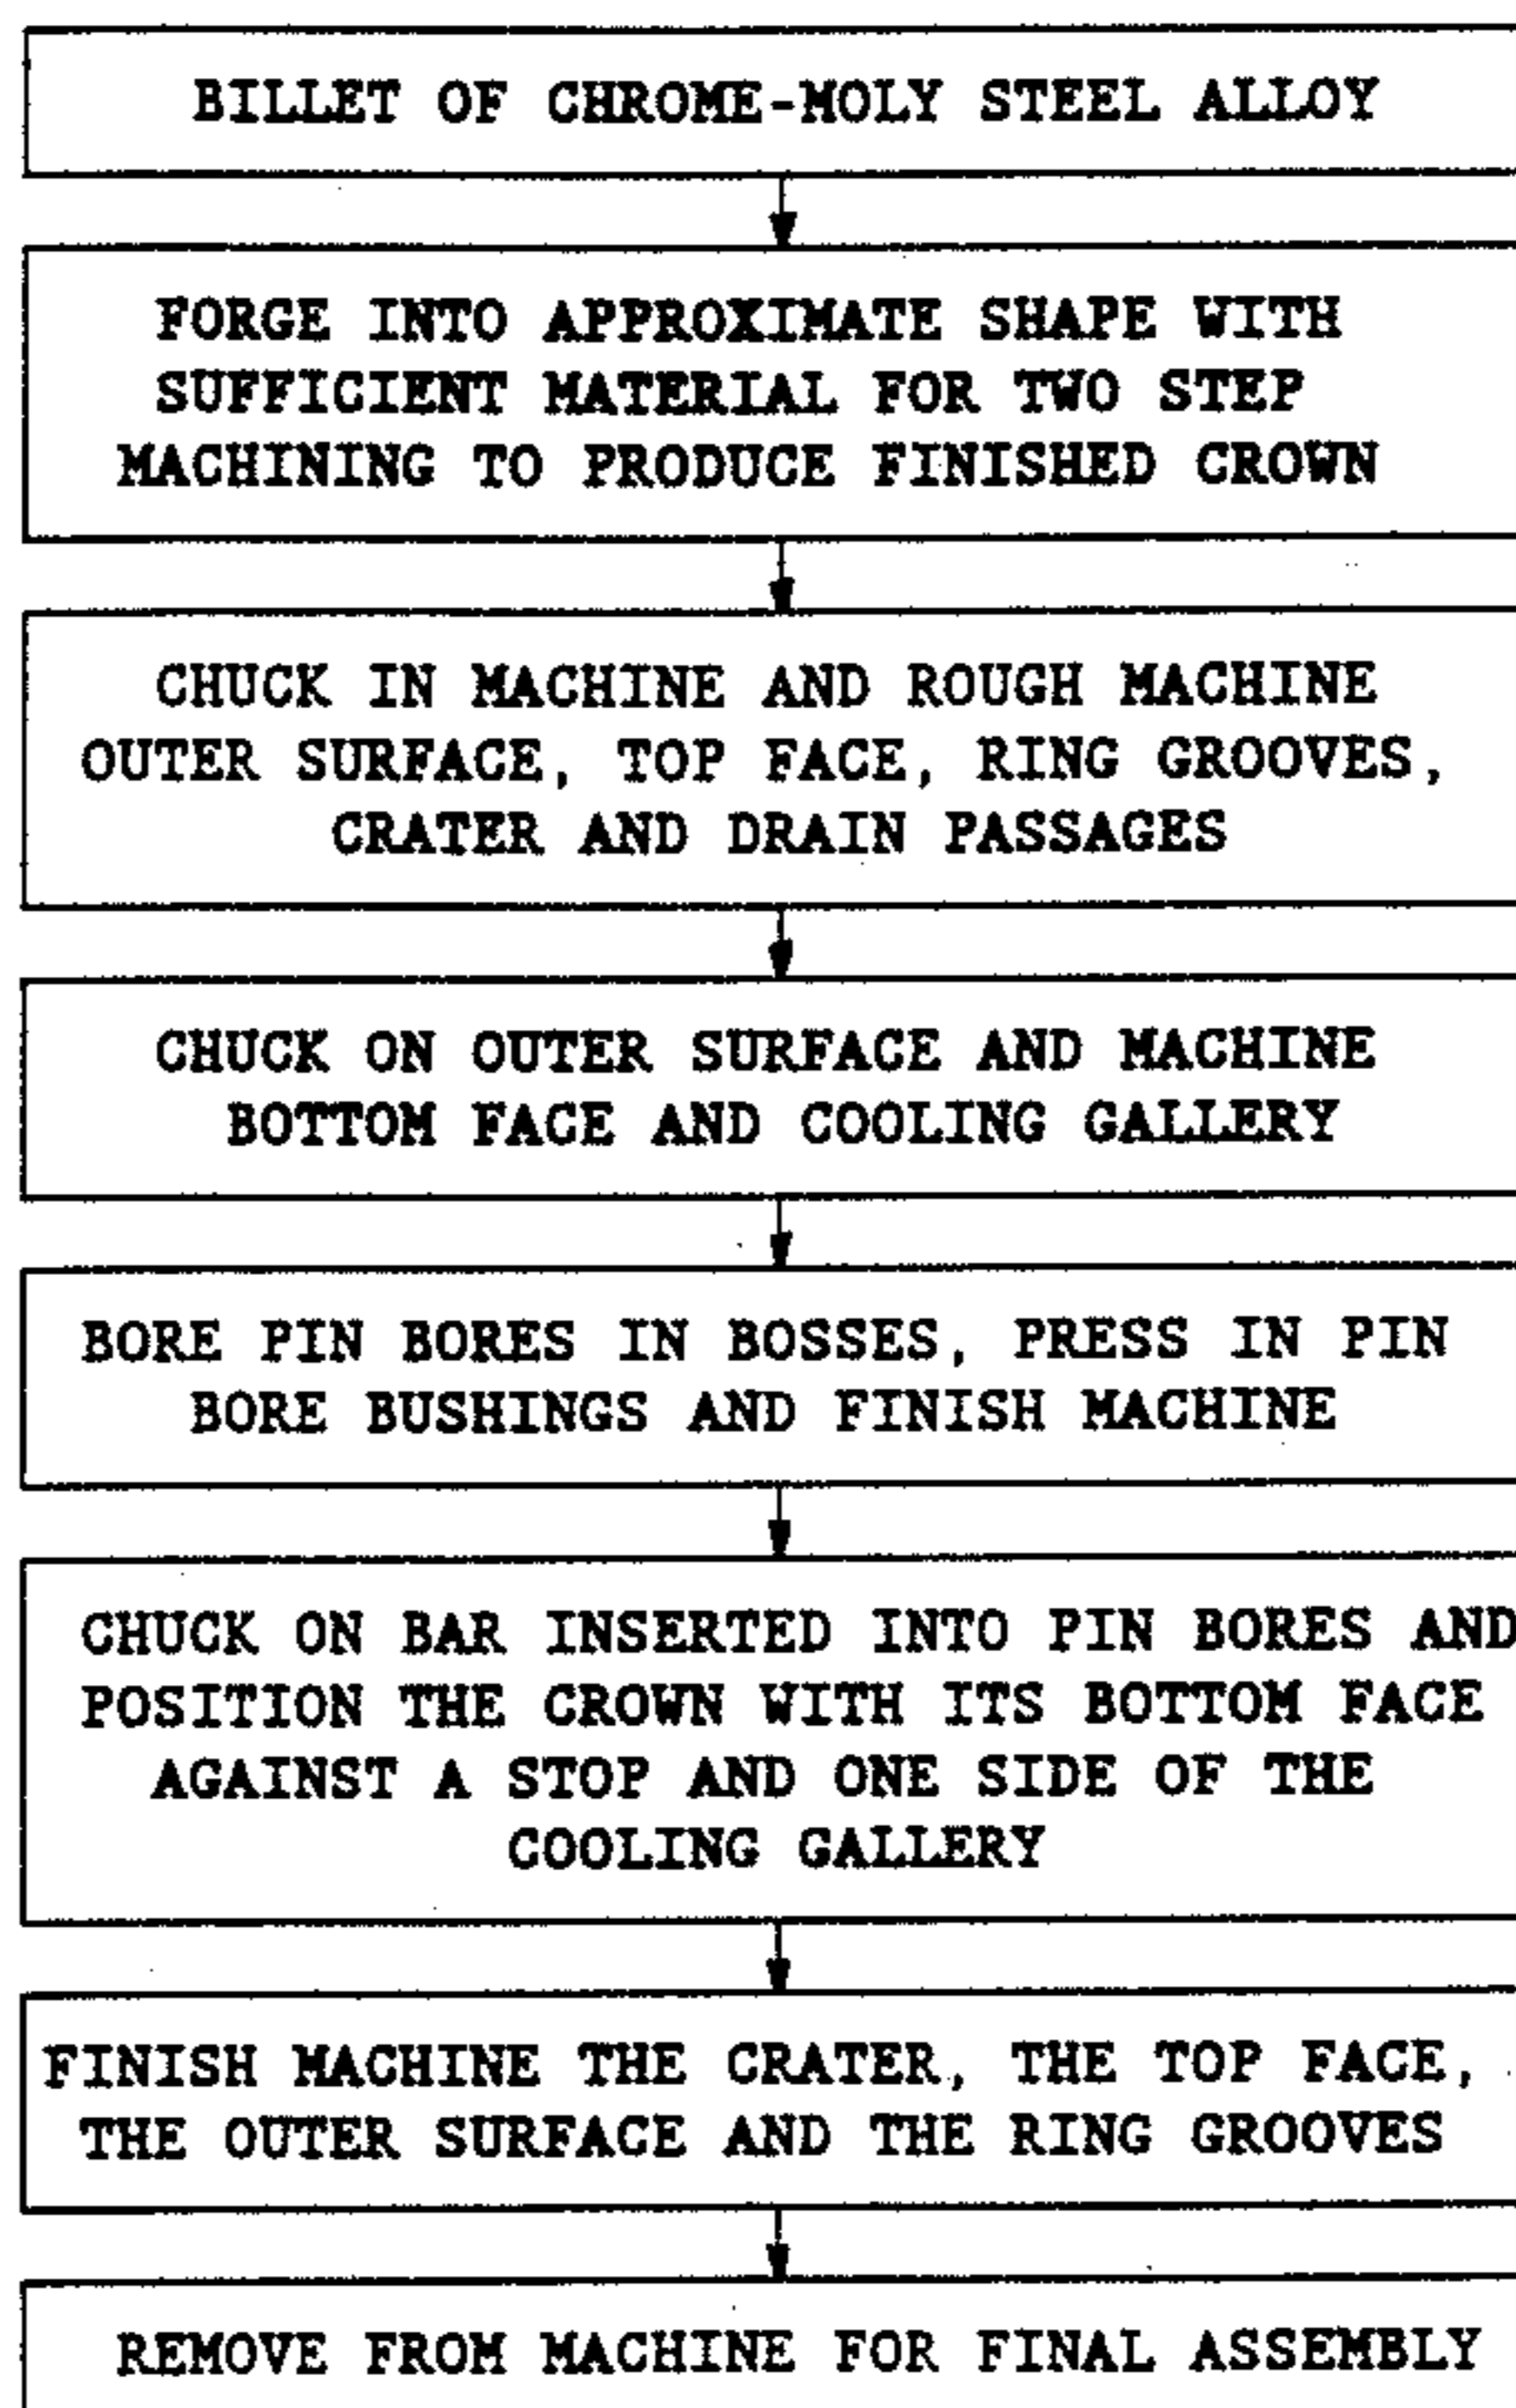 BILLET OF CHROME-MOLY STEEL ALLOY
FORGE INTO APPROXIMATE SHAPE WITH
SUFFICIENT MATERIAL FOR TWO STEP
MACHINING TO PRODUCE FINISHED CROWN
CHUCK IN MACHINE AND ROUGH MACHINE
OUTER SURFACE, TOP FACE, RING GROOVES,
CRATER AND DRAIN PASSAGES
CHUCK ON OUTER SURFACE AND MACHINE
BOTTOM FACE AND COOLING GALLERY
BORE PIN BORES IN BOSSES, PRESS IN PIN
BORE BUSHINGS AND FINISH MACHINE
CHUCK ON BAR INSERTED INTO PIN BORES AND
POSITION THE CROWN WITH ITS BOTTOM FACE
AGAINST A STOP AND ONE SIDE OF THE
COOLING GALLERY
FINISH MACHINE THE CRATER, THE TOP FACE,
THE OUTER SURFACE AND THE RING GROOVES
REMOVE FROM MACHINE FOR FINAL ASSEMBLY